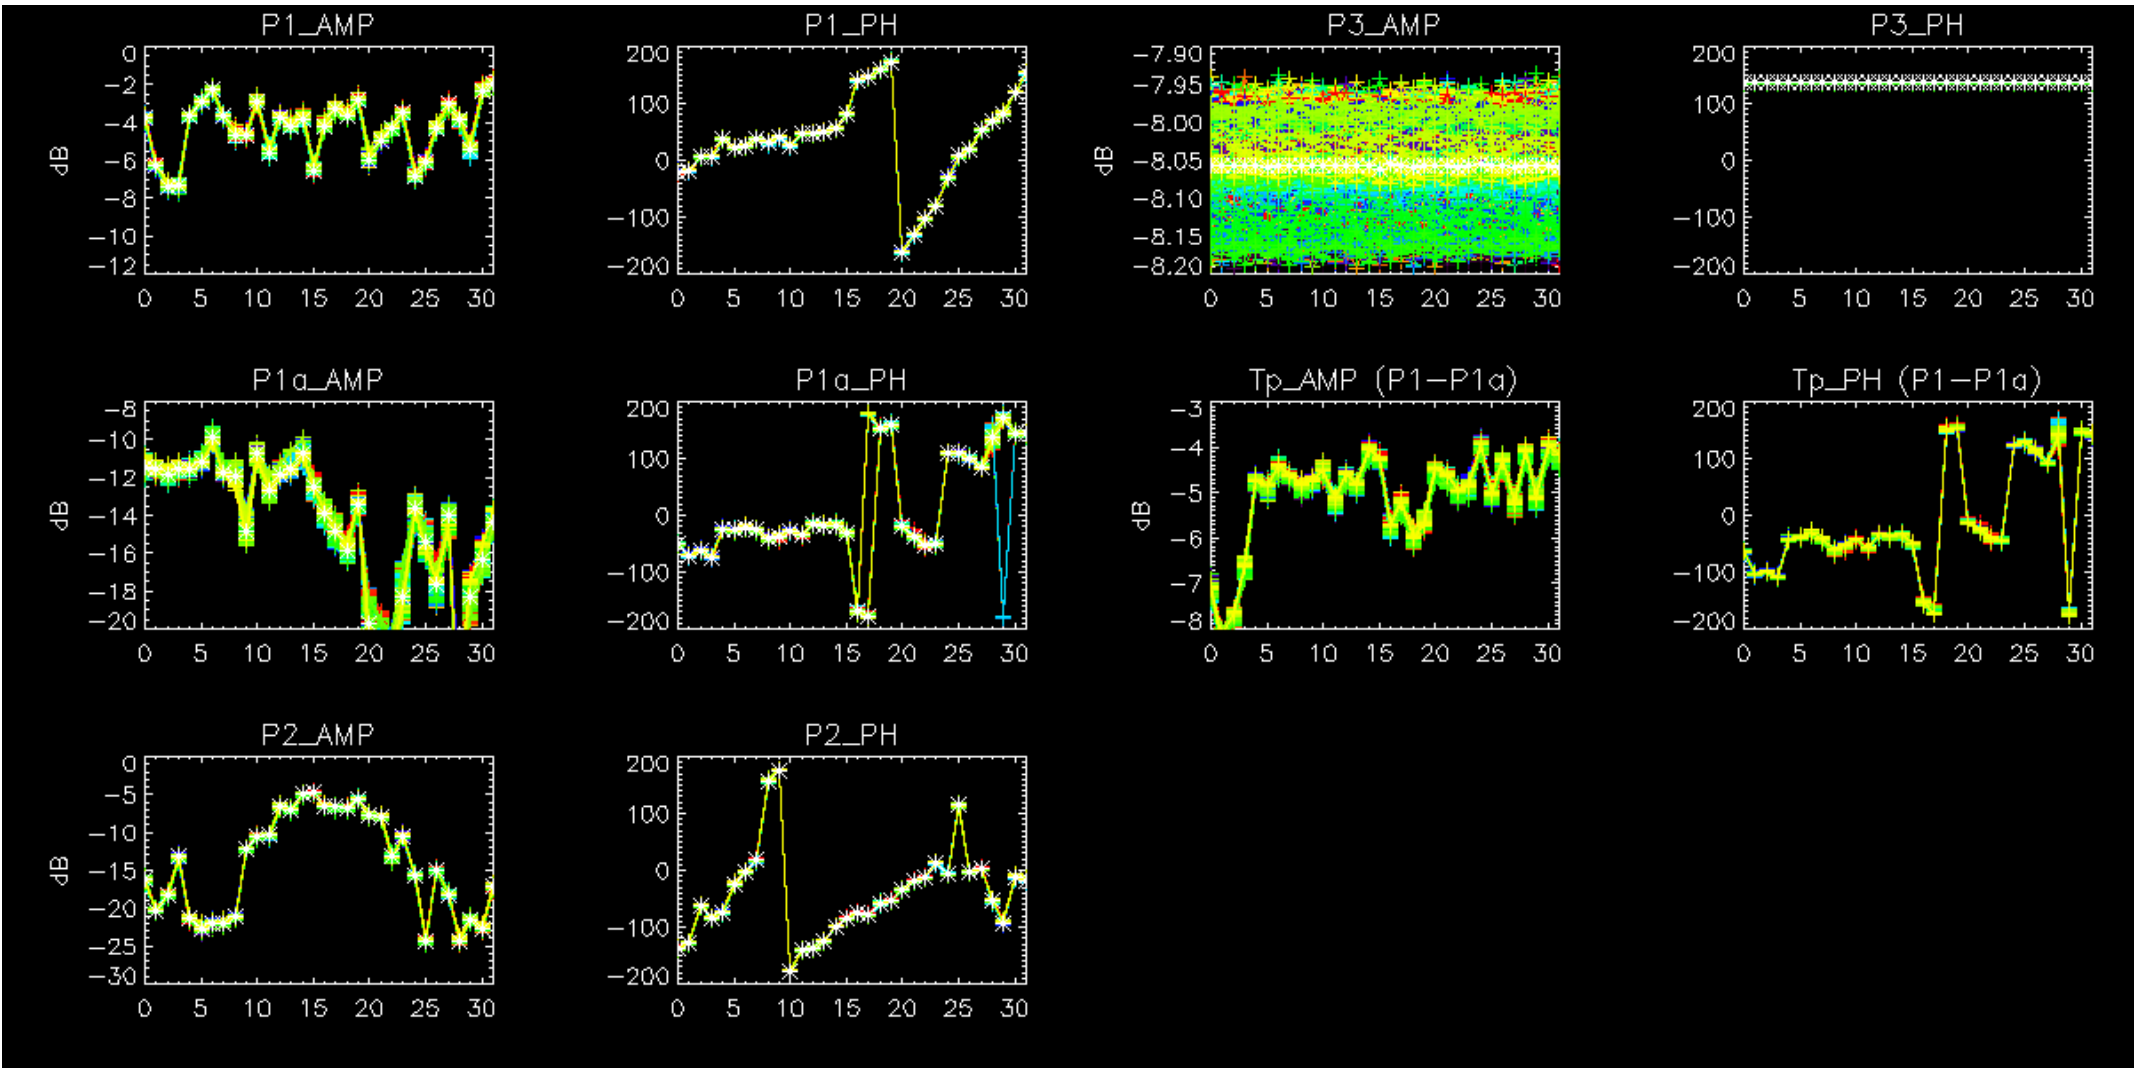 P1_AMP P1_PH P3_AMP P3_PH
0 200 −7.90 200
−2 100 −7.95 100
−4 0 −8.00 0
−6 −100 −8.05 −100
−8 −200 −8.10 −200
−10 −8.15
−12 −8.20
dB dB
0 5 10 15 20 25 30 0 5 10 15 20 25 30 0 5 10 15 20 25 30 0 5 10 15 20 25 30
P1a_AMP P1a_PH Tp_AMP (P1−P1a) Tp_PH (P1−P1a)
−8 200 −3 200
−10 100 −4 100
−12 0 −5 0
−14 −100 −6 −100
−16 −200 −7 −200
−18 −8
−20
dB dB
0 5 10 15 20 25 30 0 5 10 15 20 25 30 0 5 10 15 20 25 30 0 5 10 15 20 25 30
P2_AMP P2_PH
0 200
−5 100
−10 0
−15 −100
−20 −200
−25
−30
dB
0 5 10 15 20 25 30 0 5 10 15 20 25 30